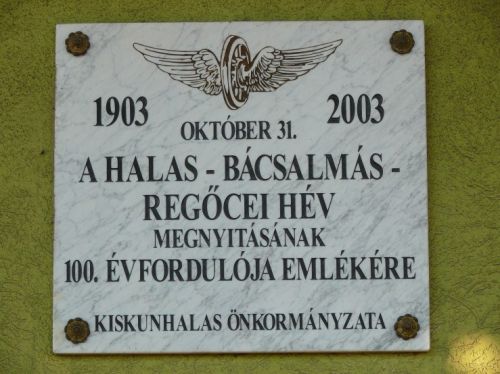 1903 2003
OKTÓBER 31.
A HALAS - BÁCSALMÁS -
REGŐCEI HÉV
MEGNYITÁSÁNAK
100. ÉVFORDULÓJA EMLÉKÉRE
KISKUNHALAS ÖNKORMÁNYZATA